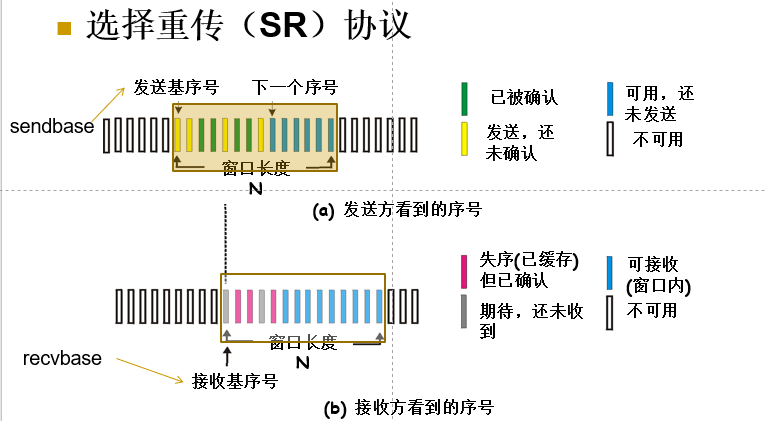 选择重传（SR）协议
发送基序号
下一个序号
sendbase
已被确认
可用，还
未发送
发送，还
未确认
不可用
窗口长度
N
(a) 发送方看到的序号
失序(已缓存)
但已确认
可接收
(窗口内)
期待，还未收
到
不可用
窗口长度
N
recvbase
接收基序号
(b) 接收方看到的序号